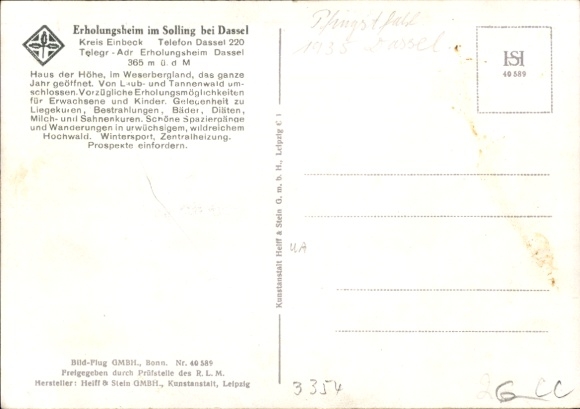 Erholungsheim im Solling bei Dassel
Kreis Einbeck Telefon Dassel 220
Telegr-Adr Erholungsheim Dassel
365 m ü. d M
Haus der Höhe, im Weserbergland, das ganze
Jahr geöffnet. Von Laub- und Tannenwald um-
schlossen. Vorzügliche Erholungsmöglichkeiten
für Erwachsene und Kinder. Gelegenheit zu
Liegekuren, Bestrahlungen, Bäder, Diäten,
Milch- und Sahnenkuren. Schöne Spaziergänge
und Wanderungen in urwüchsigem, wildreichem
Hochwald. Wintersport. Zentralheizung.
Prospekte einfordern.
Pfingst
1935 Dassel
HS
40 589
Kunstanstalt Heiff & Stein G. m. b. H., Leipzig C 1
UA
Bild-Flug GMBH., Bonn. Nr. 40 589
Freigegeben durch Prüfstelle des R. L. M.
Hersteller: Heiff & Stein GMBH., Kunstanstalt, Leipzig
3354